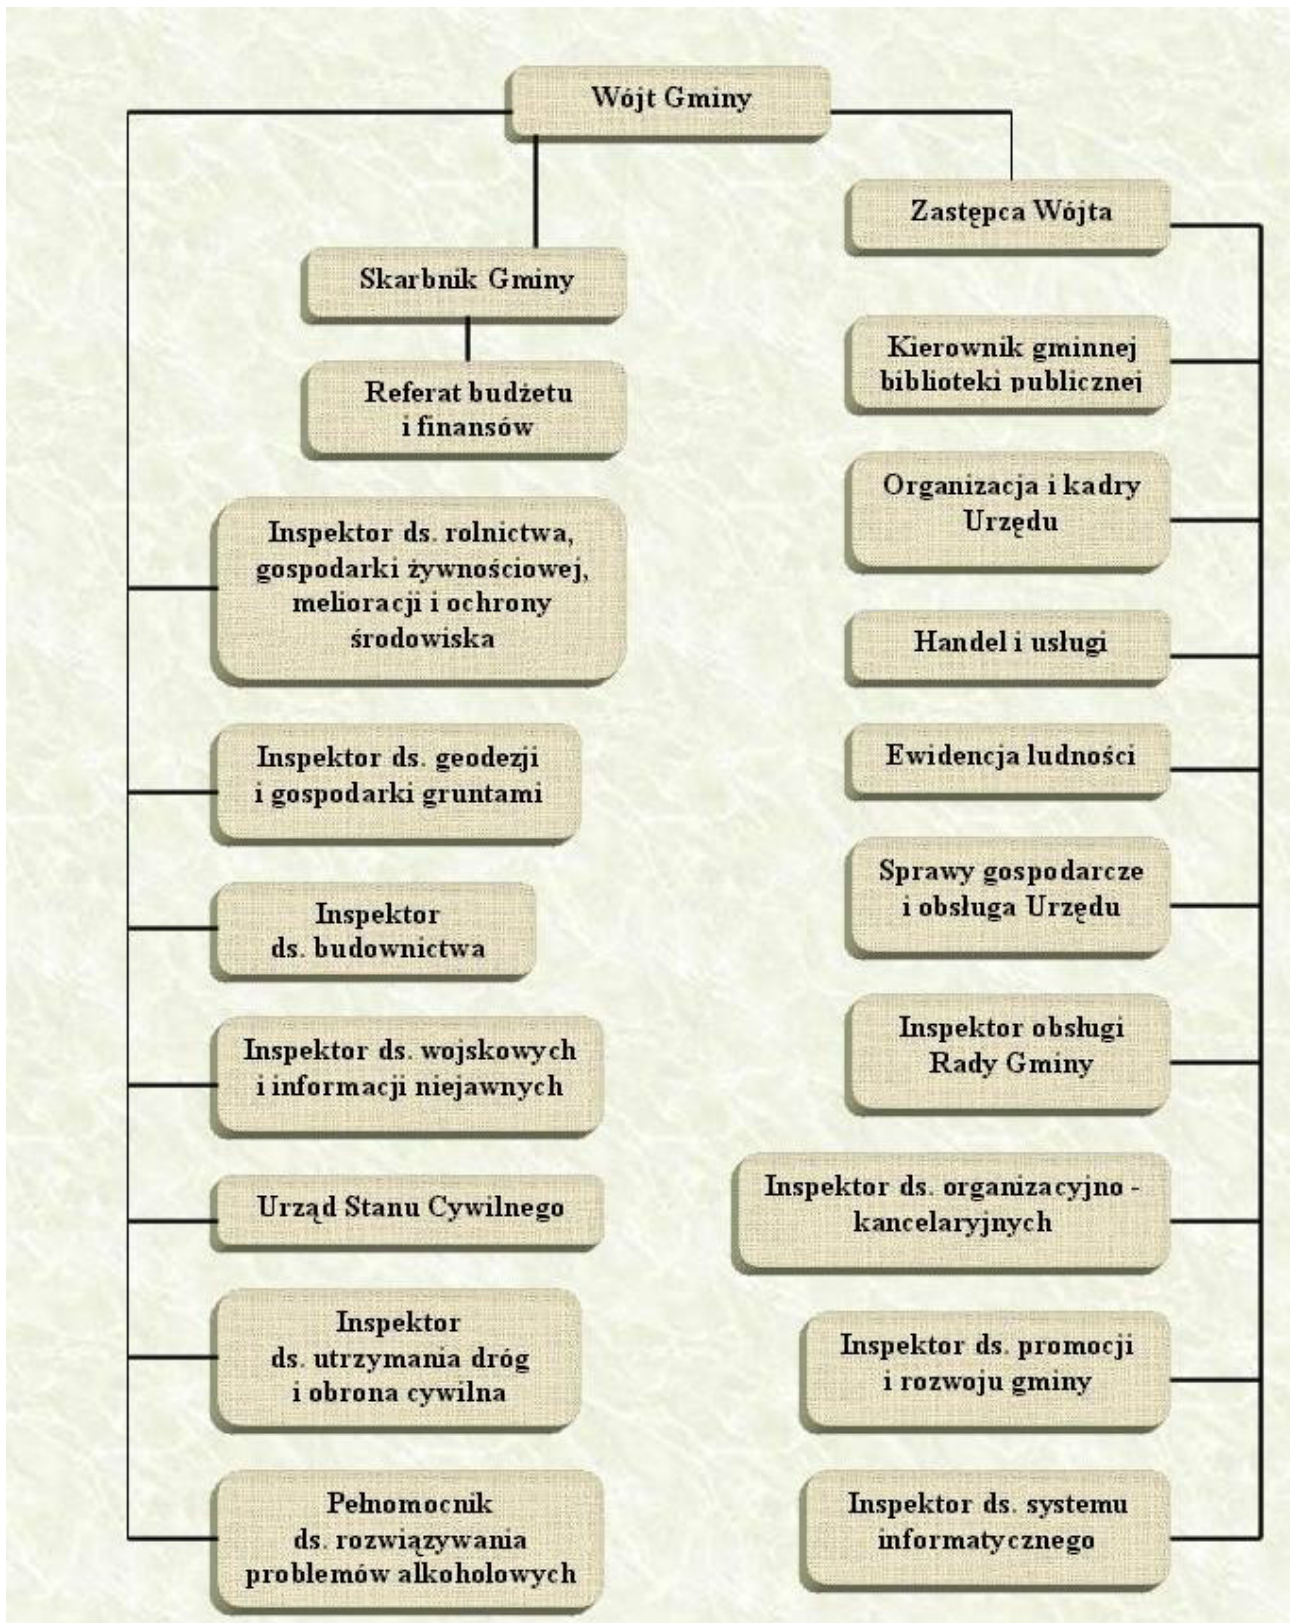 Wójt Gminy
Zastępca Wójta
Skarbnik Gminy
Referat budżetu
i finansów
Inspektor ds. rolnictwa,
gospodarki żywnościowej,
melioracji i ochrony
środowiska
Inspektor ds. geodezji
i gospodarki gruntami
Inspektor
ds. budownictwa
Inspektor ds. wojskowych
i informacji niejawnych
Urząd Stanu Cywilnego
Inspektor
ds. utrzymania dróg
i obrona cywilna
Pełnomocnik
ds. rozwiązywania
problemów alkoholowych
Kierownik gminnej
biblioteki publicznej
Organizacja i kadry
Urzędu
Handel i usługi
Ewidencja ludności
Sprawy gospodarcze
i obsługa Urzędu
Inspektor obsługi
Rady Gminy
Inspektor ds. organizacyjno -
kancelaryjnych
Inspektor ds. promocji
i rozwoju gminy
Inspektor ds. systemu
informatycznego